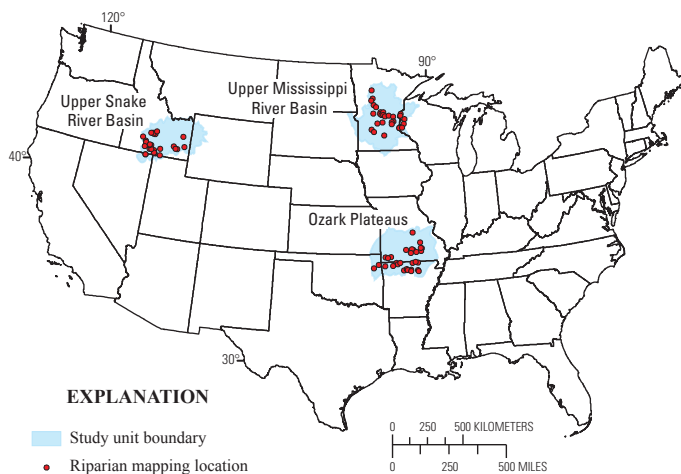 120°
90°
Upper Snake
River Basin
Upper Mississippi
River Basin
40°
Ozark Plateaus
30°
EXPLANATION
Study unit boundary
Riparian mapping location
0 250 500 KILOMETERS
0 250 500 MILES